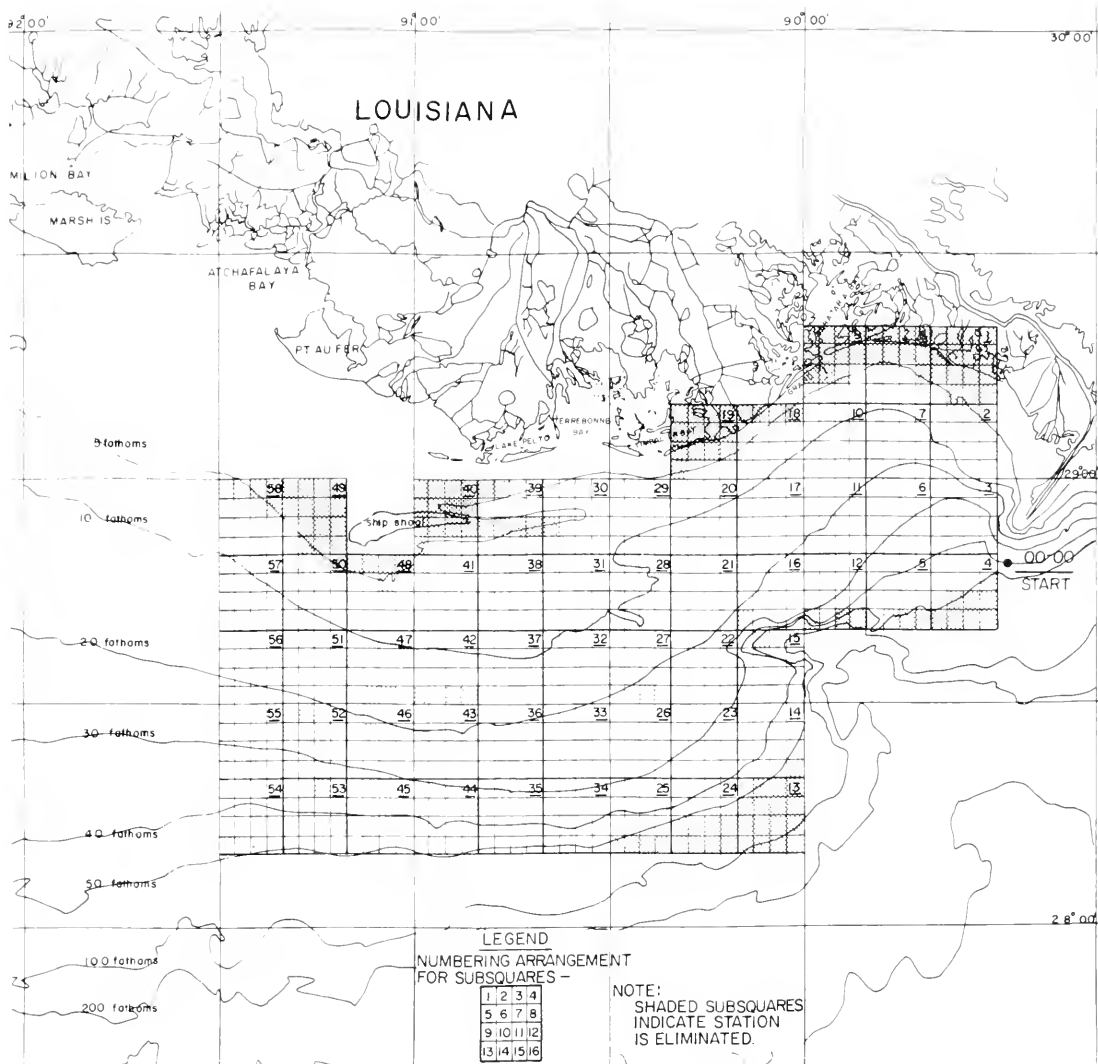 92°00' 91°00' 90°00'
30°00'
LOUISIANA
MILION BAY
MARSH IS
ATCHAFALAYA
BAY
PT AU FER
TERREBONNE
BAY
LAKE PELTO
BAY
19 18 10 7 2
9 fathoms
29°00'
58 49 40 39 30 29 20 17 11 6 3
10 fathoms
Ship shoal
57 50 48 41 38 31 28 21 16 12 5 4
00-00
START
20 fathoms
56 51 47 42 37 32 27 22 15
55 52 46 43 36 33 26 23 14
30 fathoms
54 53 45 44 35 34 25 24 13
40 fathoms
50 fathoms
28°00'
100 fathoms
200 fathoms
LEGEND
NUMBERING ARRANGEMENT
FOR SUBSQUARES –
1 2 3 4
5 6 7 8
9 10 11 12
13 14 15 16
NOTE:
SHADED SUBSQUARES
INDICATE STATION
IS ELIMINATED.